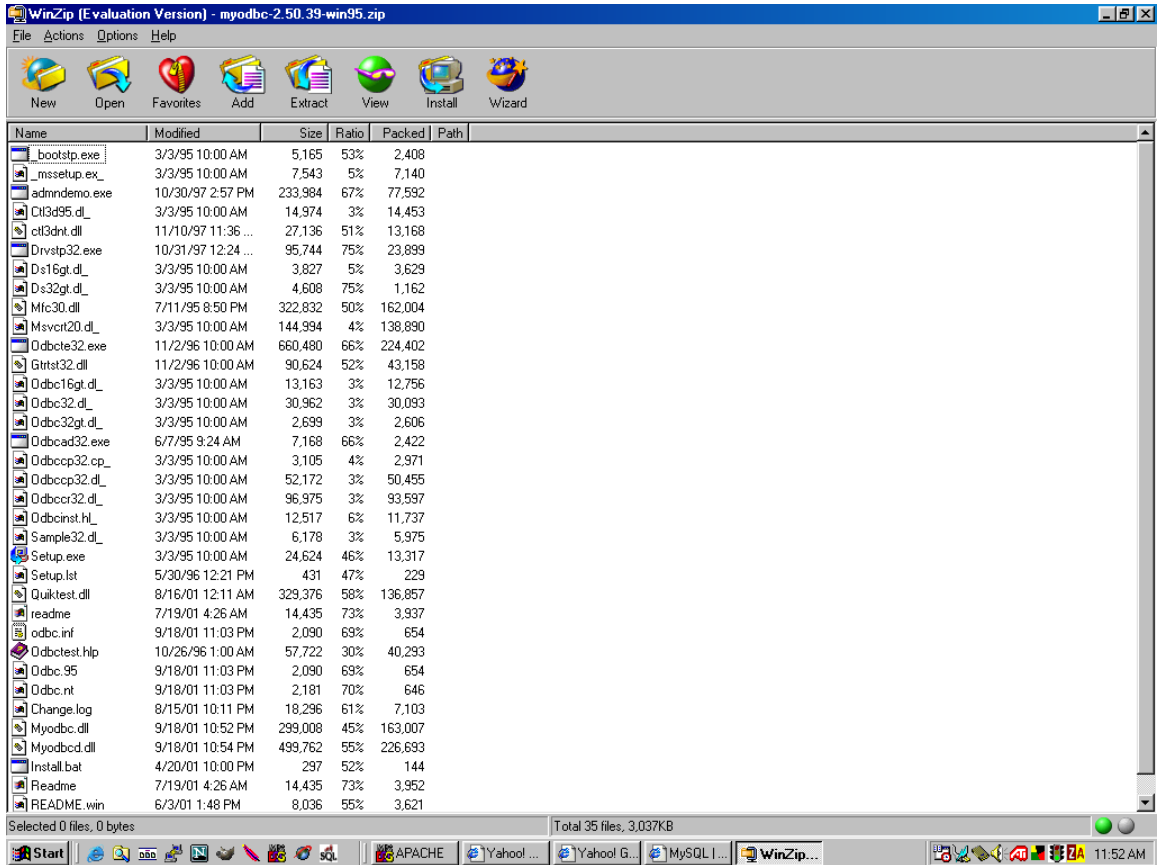 WinZip (Evaluation Version) - myodbc-2.50.39-win95.zip
File Actions Options Help
New Open Favorites Add Extract View Install Wizard
Name Modified Size Ratio Packed Path
_bootstp.exe 3/3/95 10:00 AM 5,165 53% 2,408
_mssetup.ex_ 3/3/95 10:00 AM 7,543 5% 7,140
admndemo.exe 10/30/97 2:57 PM 233,984 67% 77,592
Ctl3d95.dl_ 3/3/95 10:00 AM 14,974 3% 14,453
ctl3dnt.dll 11/10/97 11:36 ... 27,136 51% 13,168
Drvstp32.exe 10/31/97 12:24 ... 95,744 75% 23,899
Ds16gt.dl_ 3/3/95 10:00 AM 3,827 5% 3,629
Ds32gt.dl_ 3/3/95 10:00 AM 4,608 75% 1,162
Mfc30.dll 7/11/95 8:50 PM 322,832 50% 162,004
Msvcrt20.dl_ 3/3/95 10:00 AM 144,994 4% 138,890
Odbcte32.exe 11/2/96 10:00 AM 660,480 66% 224,402
Gtrtst32.dll 11/2/96 10:00 AM 90,624 52% 43,158
Odbc16gt.dl_ 3/3/95 10:00 AM 13,163 3% 12,756
Odbc32.dl_ 3/3/95 10:00 AM 30,962 3% 30,093
Odbc32gt.dl_ 3/3/95 10:00 AM 2,699 3% 2,606
Odbcad32.exe 6/7/95 9:24 AM 7,168 66% 2,422
Odbccp32.cp_ 3/3/95 10:00 AM 3,105 4% 2,971
Odbccp32.dl_ 3/3/95 10:00 AM 52,172 3% 50,455
Odbccr32.dl_ 3/3/95 10:00 AM 96,975 3% 93,597
Odbcinst.hl_ 3/3/95 10:00 AM 12,517 6% 11,737
Sample32.dl_ 3/3/95 10:00 AM 6,178 3% 5,975
Setup.exe 3/3/95 10:00 AM 24,624 46% 13,317
Setup.lst 5/30/96 12:21 PM 431 47% 229
Quiktest.dll 8/16/01 12:11 AM 329,376 58% 136,857
readme 7/19/01 4:26 AM 14,435 73% 3,937
odbc.inf 9/18/01 11:03 PM 2,090 69% 654
Odbctest.hlp 10/26/96 1:00 AM 57,722 30% 40,293
Odbc.95 9/18/01 11:03 PM 2,090 69% 654
Odbc.nt 9/18/01 11:03 PM 2,181 70% 646
Change.log 8/15/01 10:11 PM 18,296 61% 7,103
Myodbc.dll 9/18/01 10:52 PM 299,008 45% 163,007
Myodbcd.dll 9/18/01 10:54 PM 499,762 55% 226,693
Install.bat 4/20/01 10:00 PM 297 52% 144
Readme 7/19/01 4:26 AM 14,435 73% 3,952
README.win 6/3/01 1:48 PM 8,036 55% 3,621
Selected 0 files, 0 bytes Total 35 files, 3,037KB
Start SQL APACHE Yahoo! ... Yahoo! G... MySQL | ... WinZip... ZA 11:52 AM